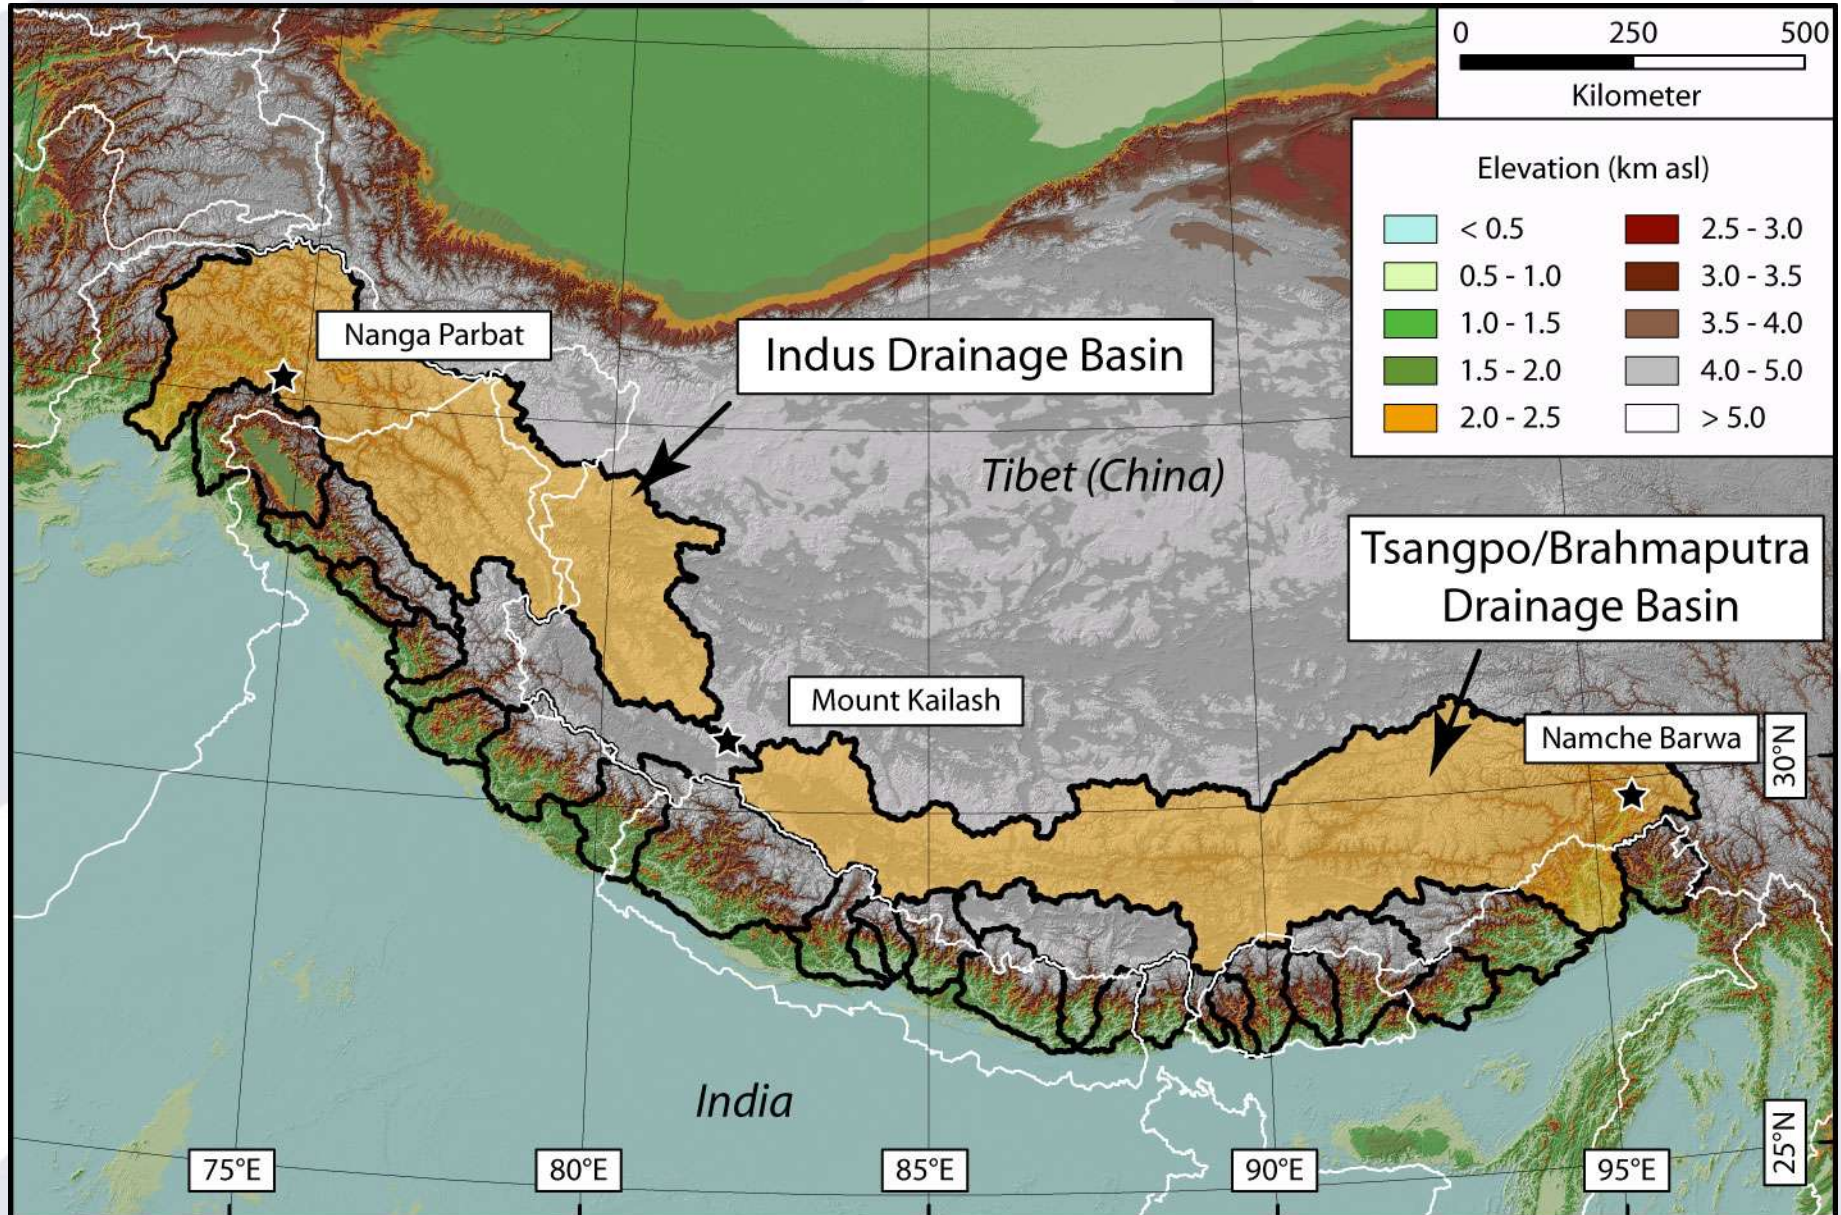 0 250 500
Kilometer
Elevation (km asl)
< 0.5
0.5 - 1.0
1.0 - 1.5
1.5 - 2.0
2.0 - 2.5
2.5 - 3.0
3.0 - 3.5
3.5 - 4.0
4.0 - 5.0
> 5.0
Nanga Parbat
Indus Drainage Basin
Tibet (China)
Tsangpo/Brahmaputra
Drainage Basin
Mount Kailash
Namche Barwa
30°N
India
25°N
75°E
80°E
85°E
90°E
95°E